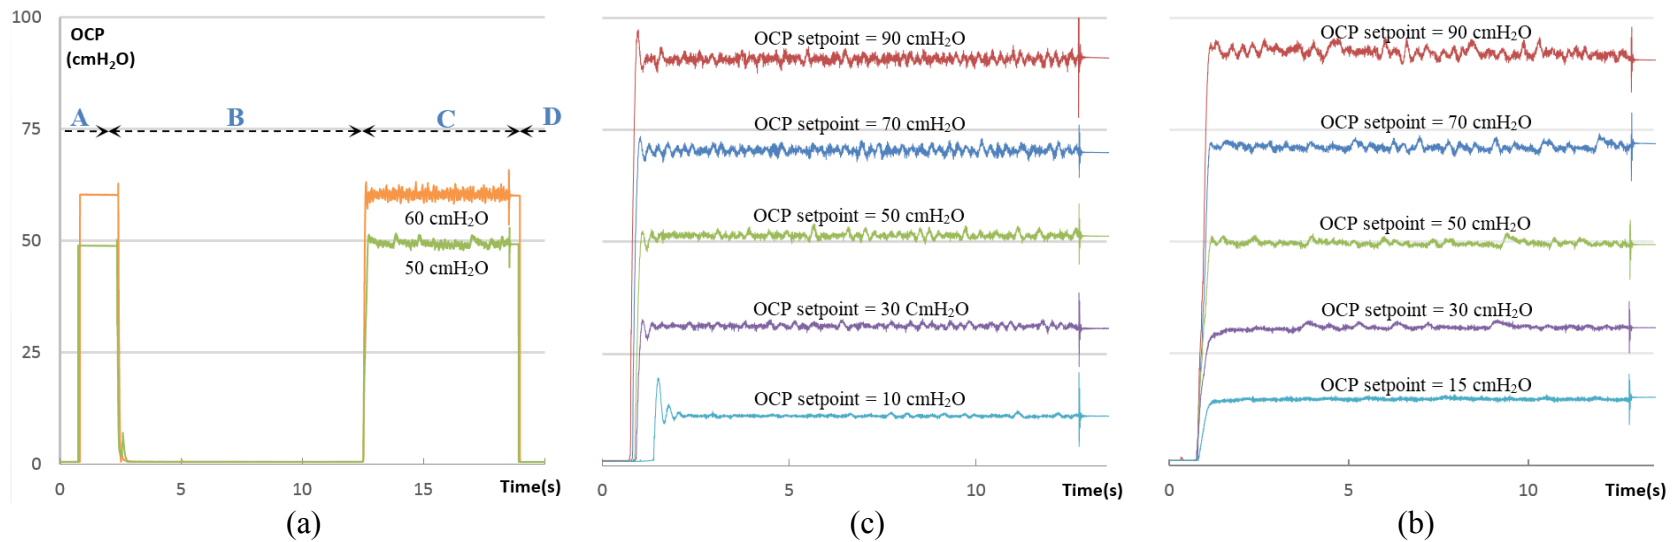 100
OCP
(cmH₂O)
75
50
25
0
A
B
C
D
60 cmH₂O
50 cmH₂O
0
5
10
15
Time(s)
(a)
OCP setpoint = 90 cmH₂O
OCP setpoint = 70 cmH₂O
OCP setpoint = 50 cmH₂O
OCP setpoint = 30 CmH₂O
OCP setpoint = 10 cmH₂O
0
5
10
Time(s)
(c)
OCP setpoint = 90 cmH₂O
OCP setpoint = 70 cmH₂O
OCP setpoint = 50 cmH₂O
OCP setpoint = 30 cmH₂O
OCP setpoint = 15 cmH₂O
0
5
10
Time(s)
(b)